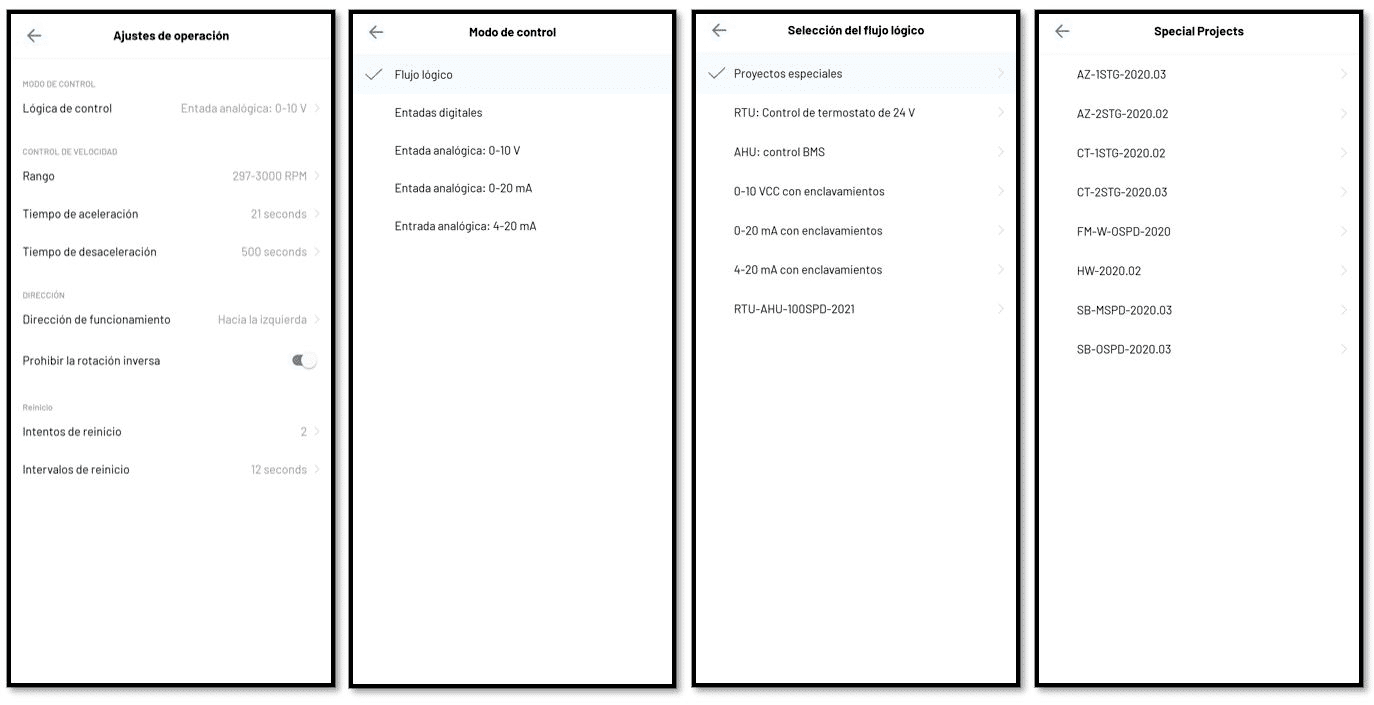 Ajustes de operación
MODO DE CONTROL
Lógica de control Entada analógica: 0-10 V
CONTROL DE VELOCIDAD
Rango 297-3000 RPM
Tiempo de aceleración 21 seconds
Tiempo de desaceleración 500 seconds
DIRECCIÓN
Dirección de funcionamiento Hacia la izquierda
Prohibir la rotación inversa
Reinicio
Intentos de reinicio 2
Intervalos de reinicio 12 seconds
Modo de control
Flujo lógico
Entadas digitales
Entada analógica: 0-10 V
Entada analógica: 0-20 mA
Entrada analógica: 4-20 mA
Selección del flujo lógico
Proyectos especiales
RTU: Control de termostato de 24 V
AHU: control BMS
0-10 VCC con enclavamientos
0-20 mA con enclavamientos
4-20 mA con enclavamientos
RTU-AHU-100SPD-2021
Special Projects
AZ-1STG-2020.03
AZ-2STG-2020.02
CT-1STG-2020.02
CT-2STG-2020.03
FM-W-OSPD-2020
HW-2020.02
SB-MSPD-2020.03
SB-OSPD-2020.03